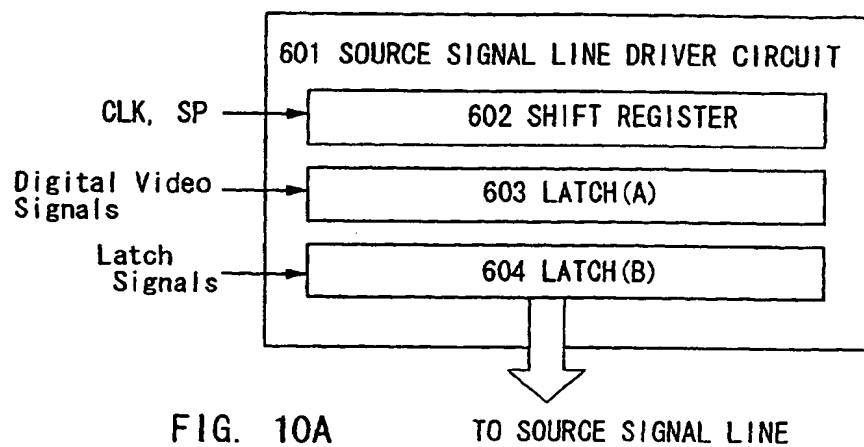 601 SOURCE SIGNAL LINE DRIVER CIRCUIT
CLK, SP
602 SHIFT REGISTER
Digital Video
Signals
603 LATCH(A)
Latch
Signals
604 LATCH(B)
FIG. 10A
TO SOURCE SIGNAL LINE